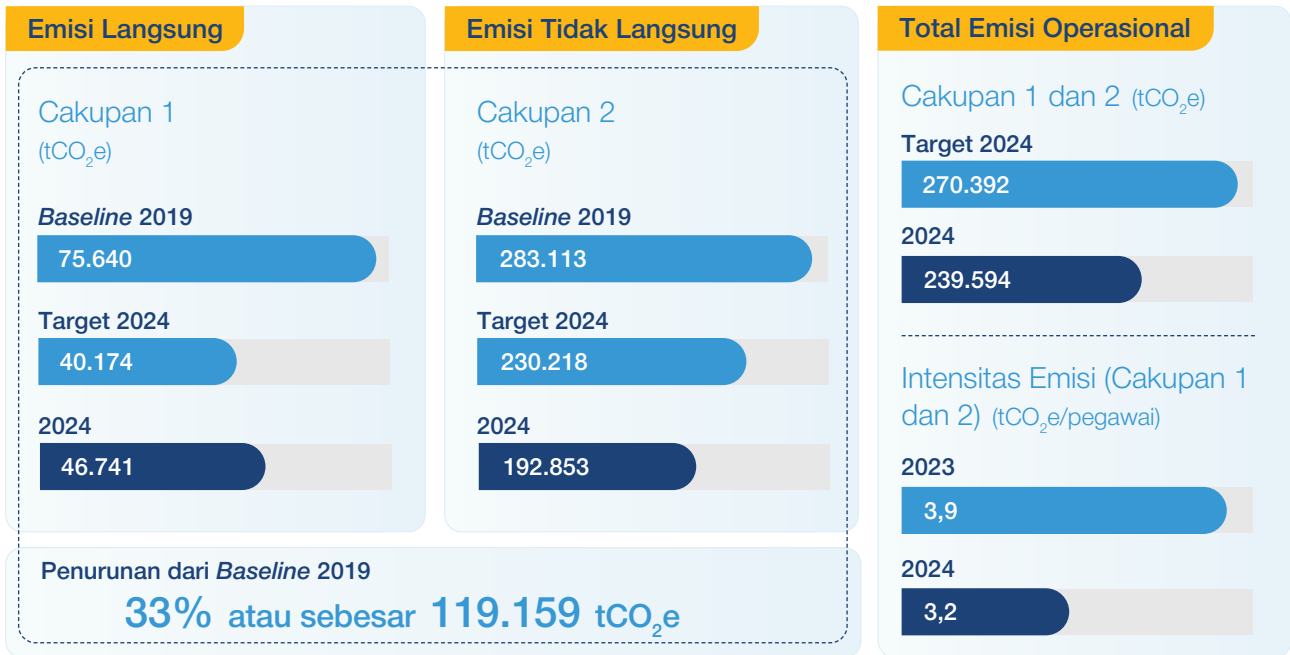 Emisi Langsung
Cakupan 1
(tCO₂e)
Baseline 2019
75.640
Target 2024
40.174
2024
46.741
Emisi Tidak Langsung
Cakupan 2
(tCO₂e)
Baseline 2019
283.113
Target 2024
230.218
2024
192.853
Penurunan dari Baseline 2019
33% atau sebesar 119.159 tCO₂e
Total Emisi Operasional
Cakupan 1 dan 2 (tCO₂e)
Target 2024
270.392
2024
239.594
Intensitas Emisi (Cakupan 1
dan 2) (tCO₂e/pegawai)
2023
3,9
2024
3,2